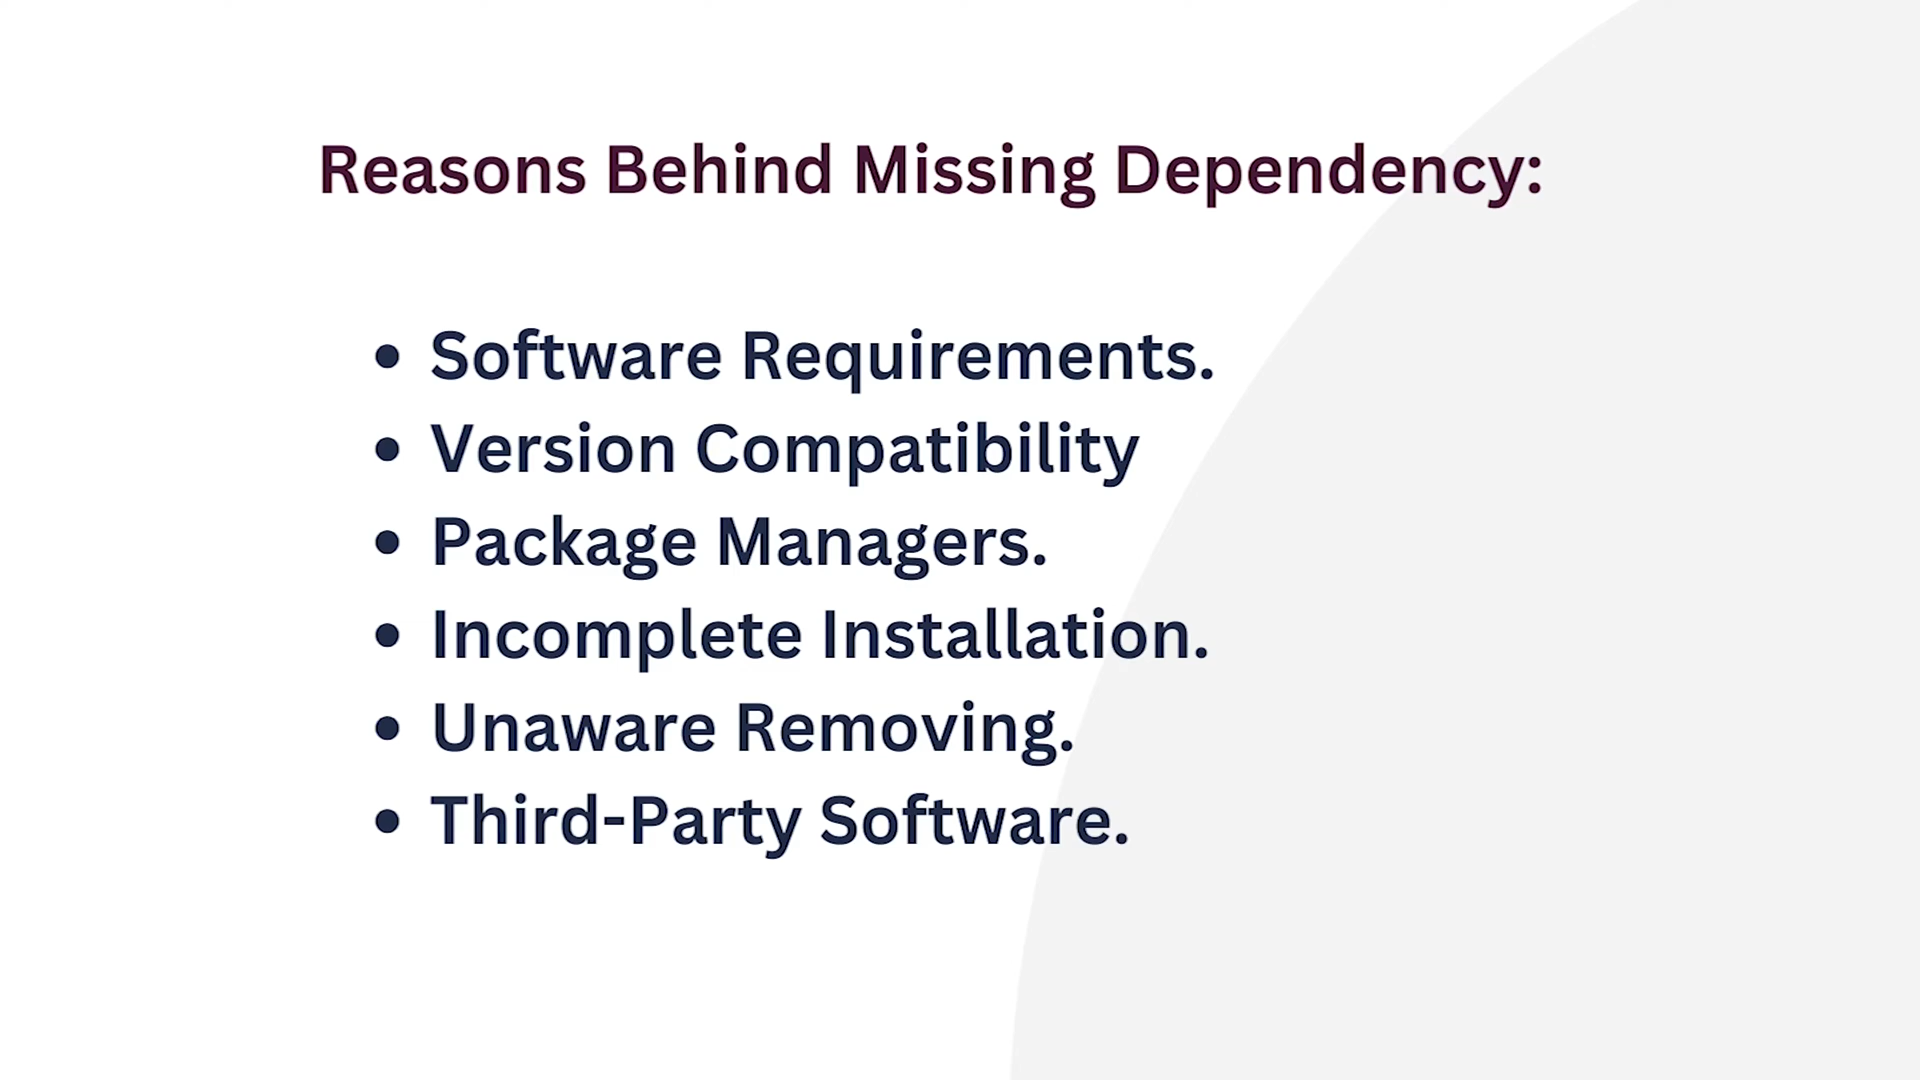 Reasons Behind Missing Dependency:
• Software Requirements.
• Version Compatibility
• Package Managers.
• Incomplete Installation.
• Unaware Removing.
• Third-Party Software.